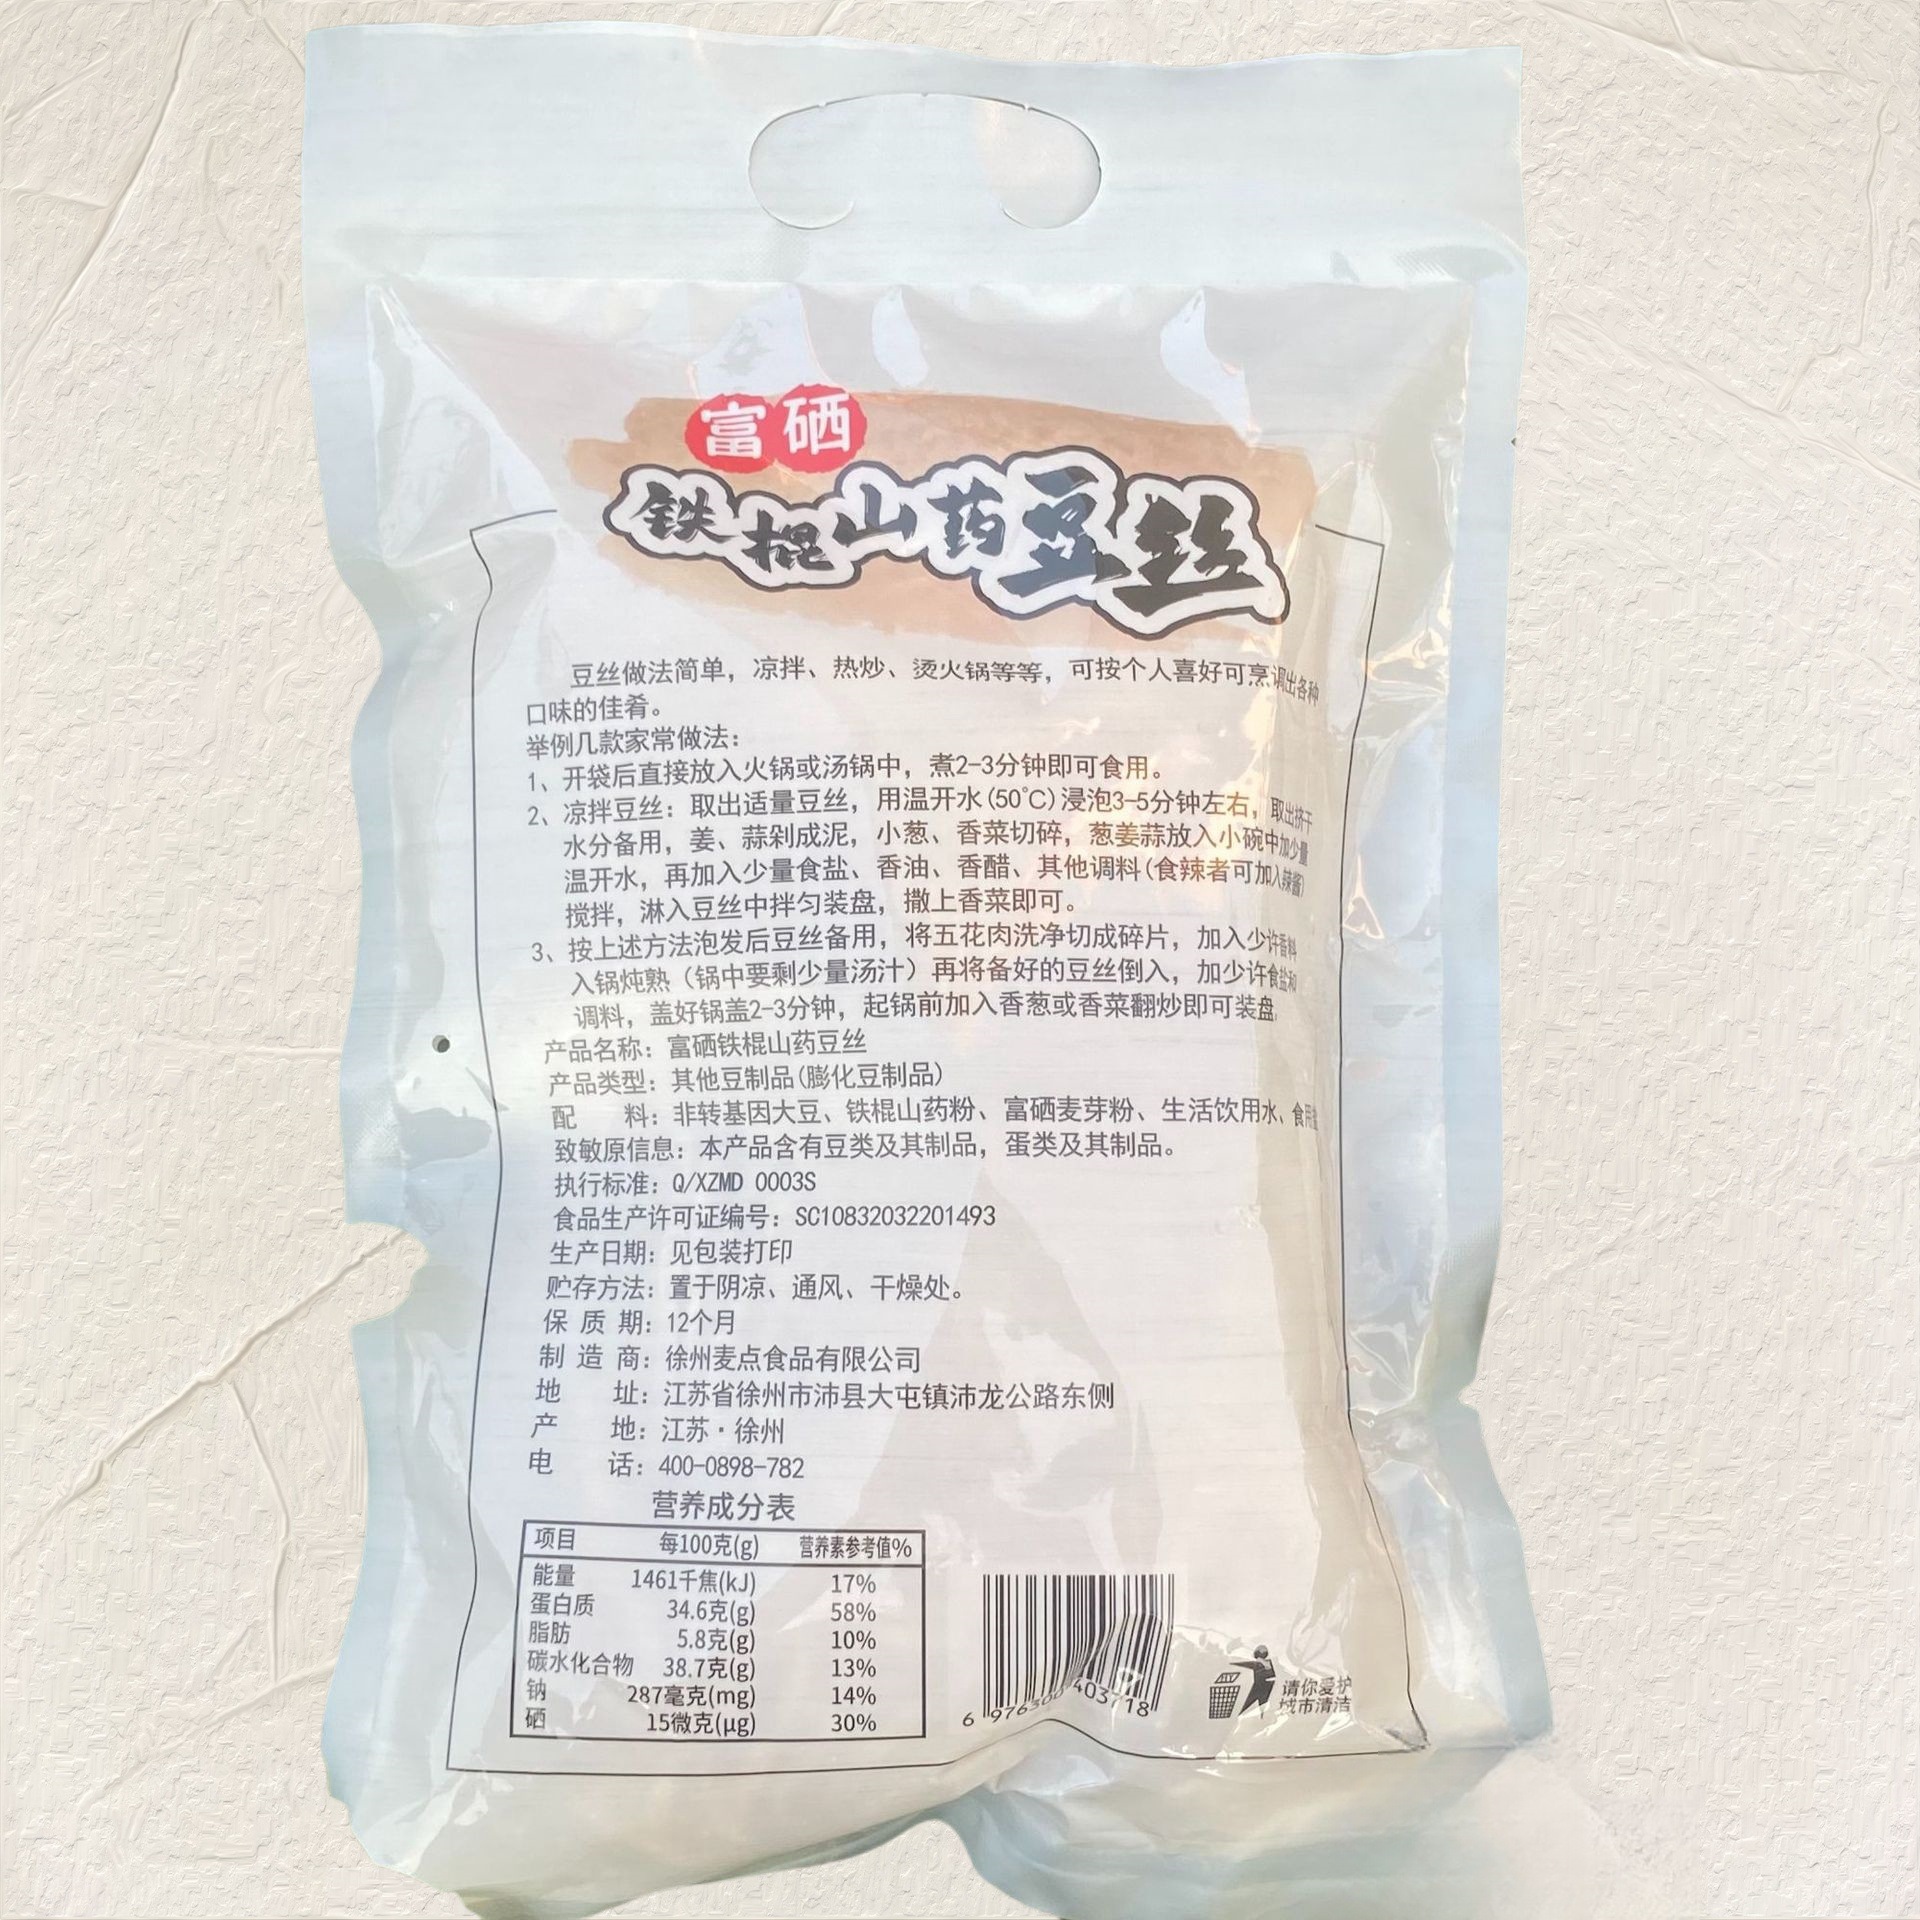 富硒
铁棍山药豆丝
豆丝做法简单，凉拌、热炒、烫火锅等等，可按个人喜好可烹调出各种
口味的佳肴。
举例几款家常做法：
1、开袋后直接放入火锅或汤锅中，煮2-3分钟即可食用。
2、凉拌豆丝：取出适量豆丝，用温开水(50℃)浸泡3-5分钟左右，取出挤干
水分备用，姜、蒜剁成泥，小葱、香菜切碎，葱姜蒜放入小碗中加少量
温开水，再加入少量食盐、香油、香醋、其他调料(食辣者可加入辣酱)
搅拌，淋入豆丝中拌匀装盘，撒上香菜即可。
3、按上述方法泡发后豆丝备用，将五花肉洗净切成碎片，加入少许香料
入锅炖熟（锅中要剩少量汤汁）再将备好的豆丝倒入，加少许食盐和
调料，盖好锅盖2-3分钟，起锅前加入香葱或香菜翻炒即可装盘
产品名称：富硒铁棍山药豆丝
产品类型：其他豆制品(膨化豆制品)
配 料：非转基因大豆、铁棍山药粉、富硒麦芽粉、生活饮用水、食用盐
致敏原信息：本产品含有豆类及其制品，蛋类及其制品。
执行标准：Q/XZMD 0003S
食品生产许可证编号：SC10832032201493
生产日期：见包装打印
贮存方法：置于阴凉、通风、干燥处。
保质期：12个月
制造商：徐州麦点食品有限公司
地 址：江苏省徐州市沛县大屯镇沛龙公路东侧
产 地：江苏·徐州
电 话：400-0898-782
营养成分表
项目 每100克(g) 营养素参考值%
能量 1461千焦(kJ) 17%
蛋白质 34.6克(g) 58%
脂肪 5.8克(g) 10%
碳水化合物 38.7克(g) 13%
钠 287毫克(mg) 14%
硒 15微克(μg) 30%
6 976300 403718
请你爱护
城市清洁